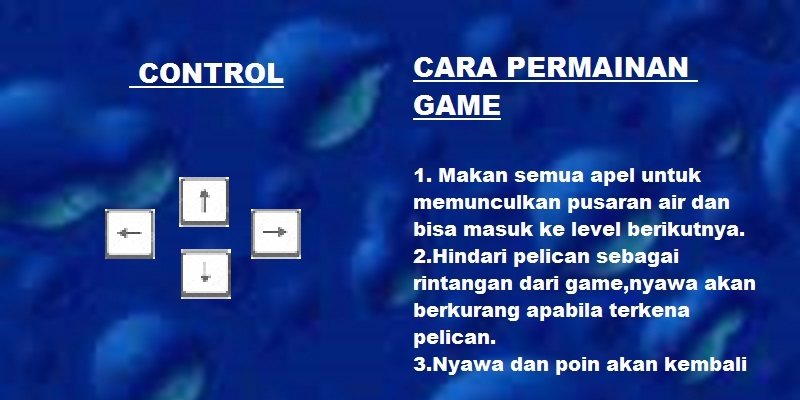 CONTROL
CARA PERMAINAN
GAME
1. Makan semua apel untuk
memunculkan pusaran air dan
bisa masuk ke level berikutnya.
2.Hindari pelican sebagai
rintangan dari game,nyawa akan
berkurang apabila terkena
pelican.
3.Nyawa dan poin akan kembali